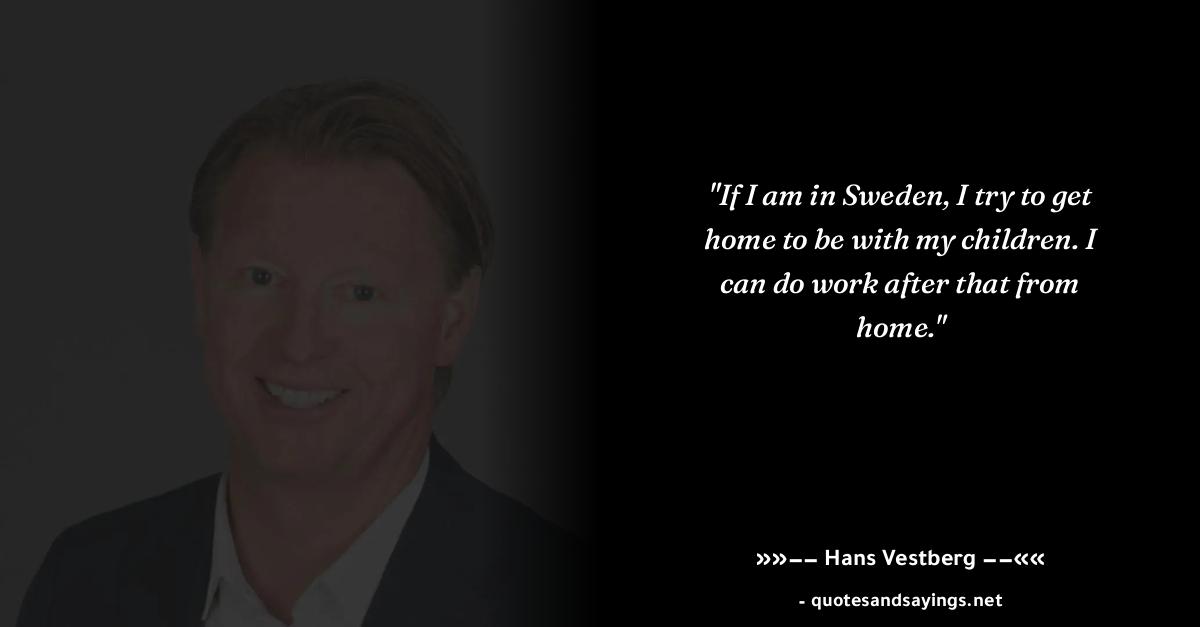 "If I am in Sweden, I try to get
home to be with my children. I
can do work after that from
home."
»»−− Hans Vestberg −−««
- quotesandsayings.net